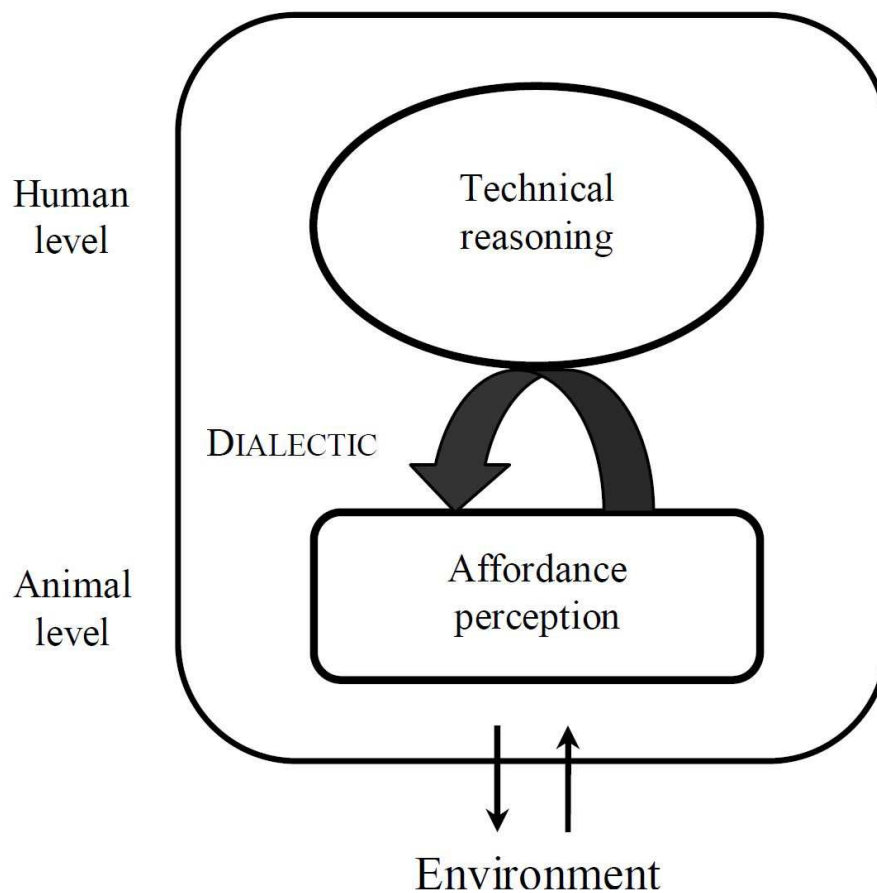 Technical
reasoning
Human
level
DIALECTIC
Affordance
perception
Animal
level
Environment